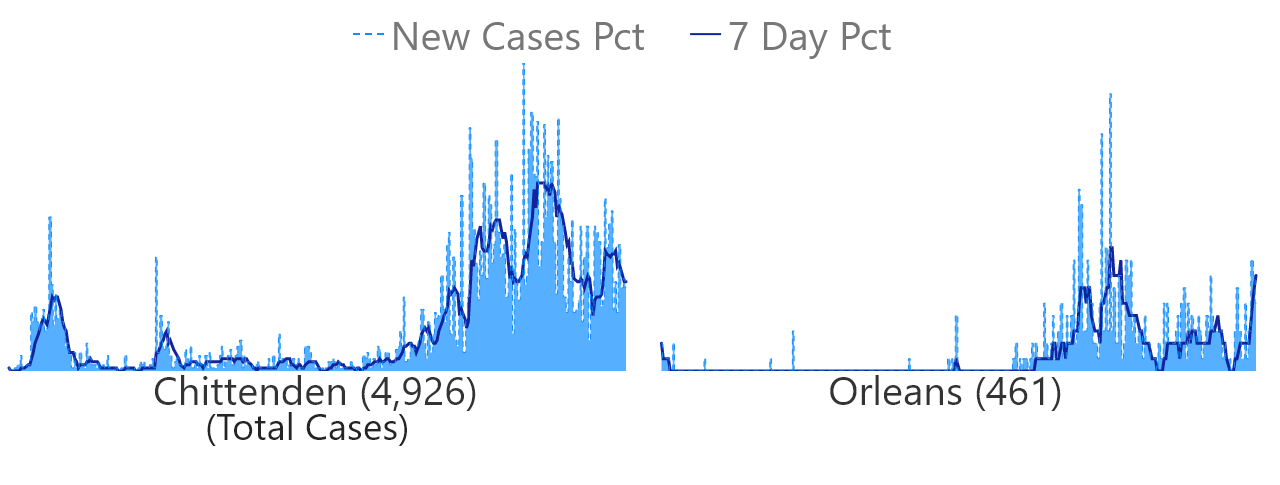 New Cases Pct 7 Day Pct
Chittenden (4,926)
(Total Cases)
Orleans (461)